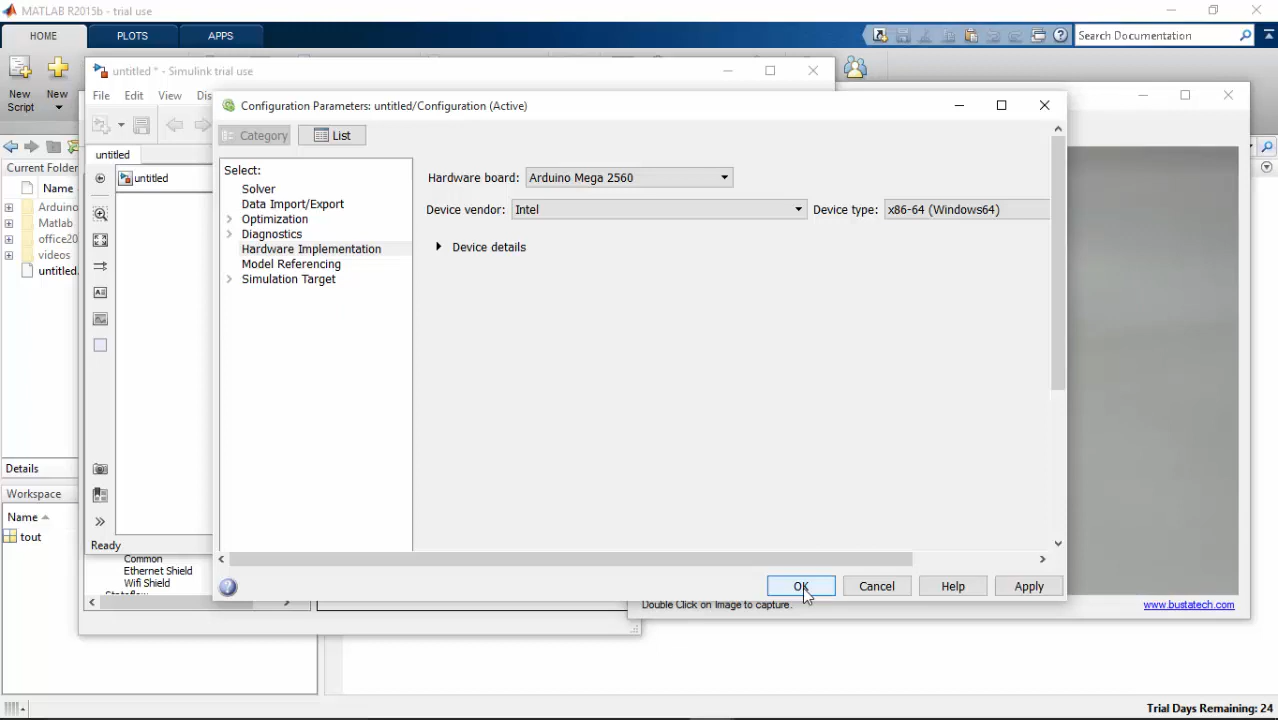 MATLAB R2015b - trial use
HOME
PLOTS
APPS
Search Documentation
New Script
New
untitled * - Simulink trial use
File
Edit
View
Configuration Parameters: untitled/Configuration (Active)
Category
List
untitled
untitled
Current Folder
Name
Arduino
Matlab
office20
videos
untitled.
Select:
Solver
Data Import/Export
Optimization
Diagnostics
Hardware Implementation
Model Referencing
Simulation Target
Hardware board: Arduino Mega 2560
Device vendor: Intel
Device type: x86-64 (Windows64)
Device details
Details
Workspace
Name
tout
Ready
Common
Ethernet Shield
Wifi Shield
OK
Cancel
Help
Apply
Double Click on Image to capture.
www.bustatech.com
Trial Days Remaining: 24